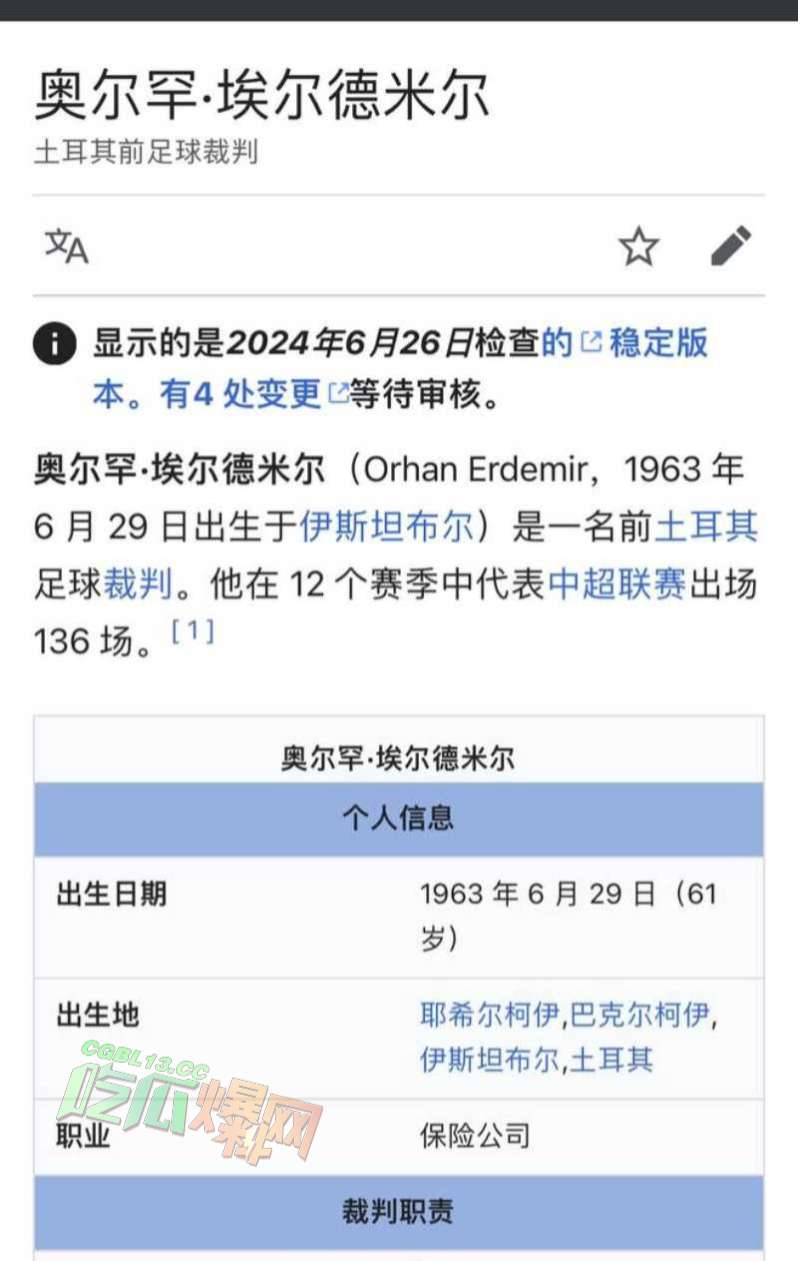 奥尔罕·埃尔德米尔
土耳其前足球裁判
文A
i 显示的是2024年6月26日检查的稳定版
本。有4 处变更等待审核。
奥尔罕·埃尔德米尔（Orhan Erdemir，1963 年
6 月 29 日出生于伊斯坦布尔）是一名前土耳其
足球裁判。他在 12 个赛季中代表中超联赛出场
136 场。[1]
奥尔罕·埃尔德米尔
个人信息
出生日期 1963 年 6 月 29 日（61
岁）
出生地 耶希尔柯伊,巴克尔柯伊,
伊斯坦布尔,土耳其
CGBL13.CC
吃瓜爆料网
职业 保险公司
裁判职责